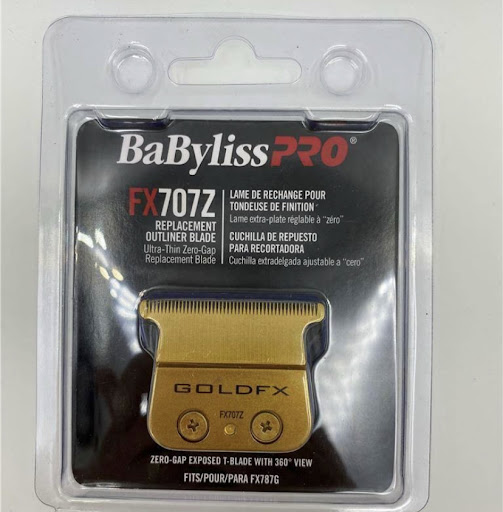 BaBylissPRO®
FX707Z
REPLACEMENT
OUTLINER BLADE
Ultra-Thin Zero-Gap
Replacement Blade
LAME DE RECHANGE POUR
TONDEUSE DE FINITION
Lame extra-plate réglable à "zéro"
CUCHILLA DE REPUESTO
PARA RECORTADORA
Cuchilla extradelgada ajustable a "cero"
GOLDFX
FX707Z
ZERO-GAP EXPOSED T-BLADE WITH 360° VIEW
FITS/POUR/PARA FX787G